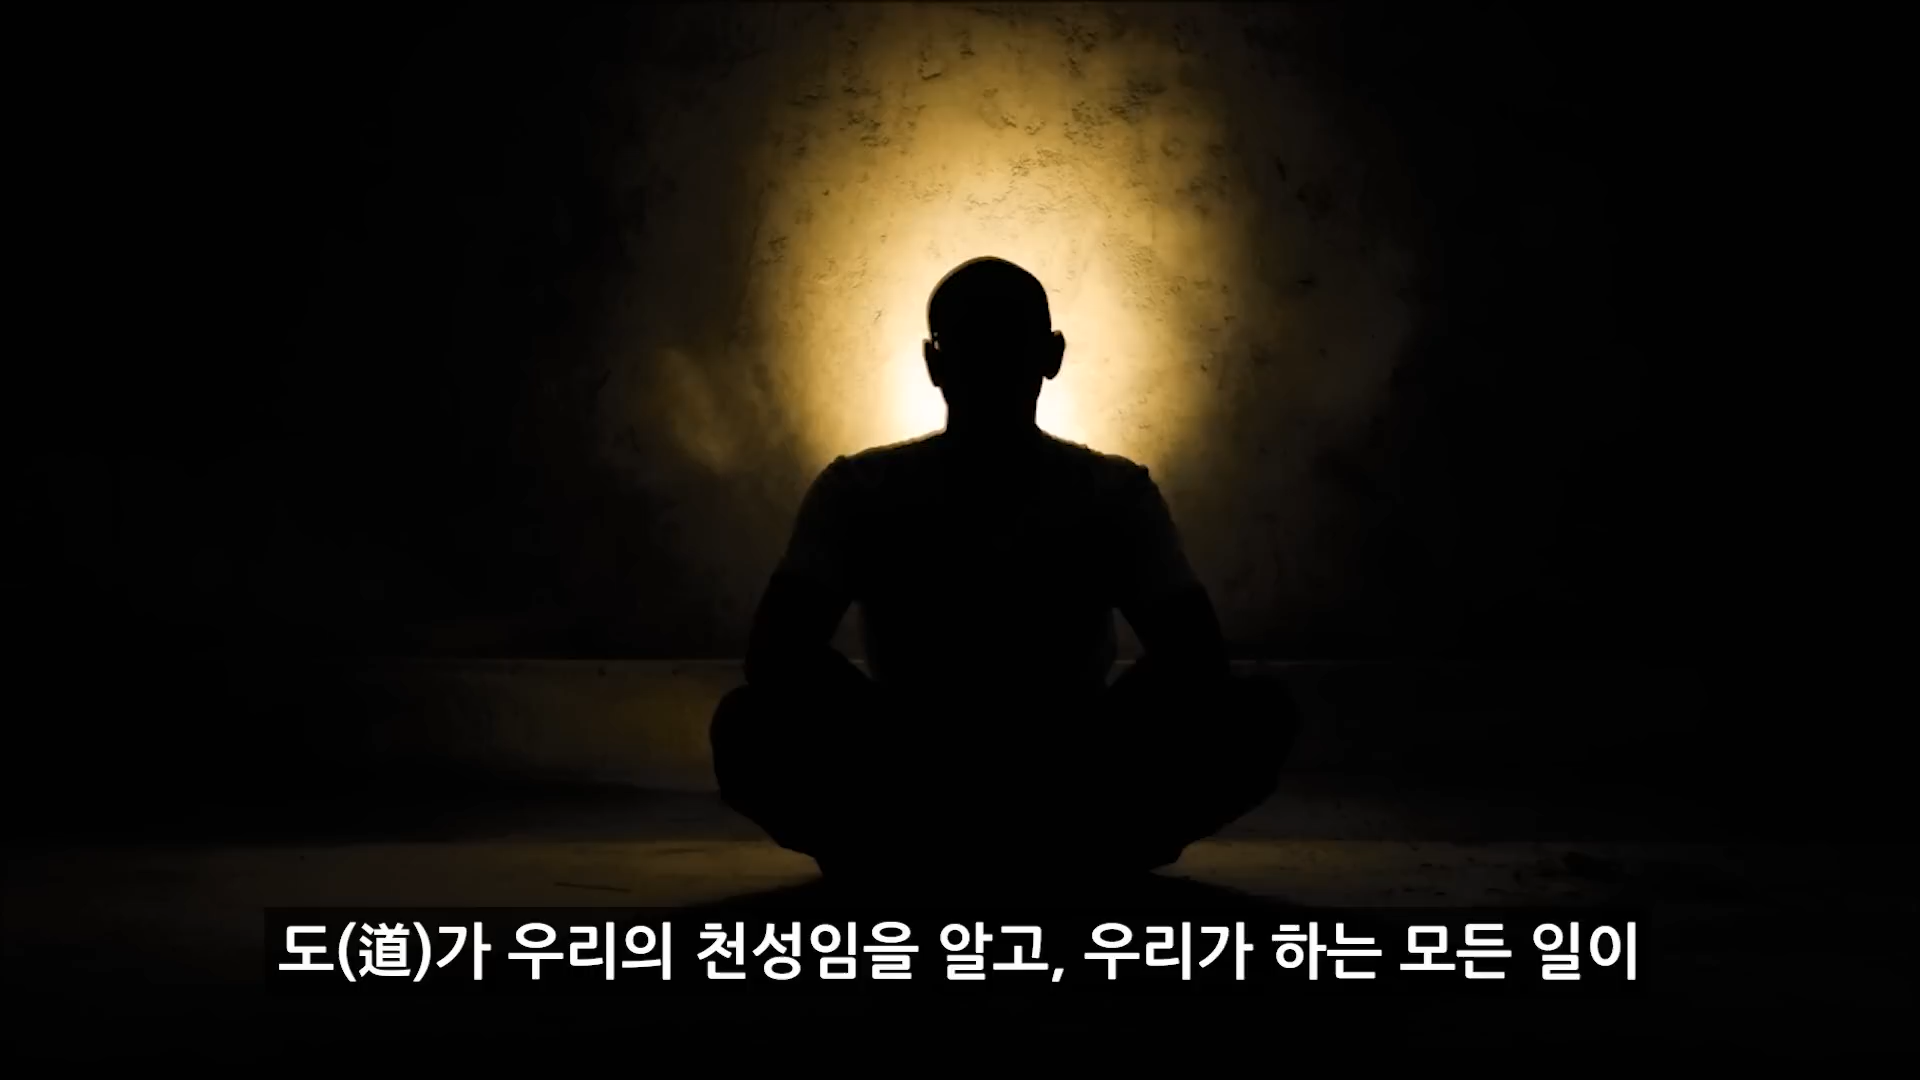 도(道)가 우리의 천성임을 알고, 우리가 하는 모든 일이